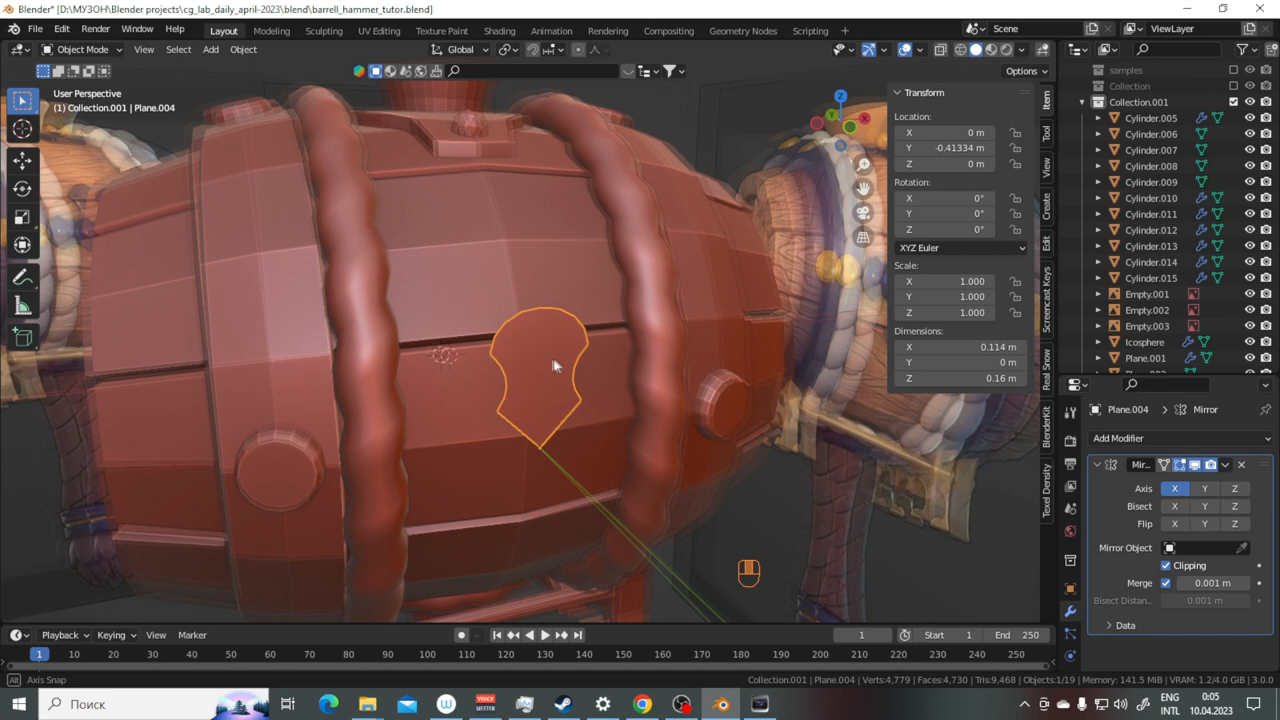 Blender* [D:\МУЗОН\Blender projects\cg_lab_daily_april-2023\blend\barrell_hammer_tutor.blend]
File Edit Render Window Help Layout Modeling Sculpting UV Editing Texture Paint Shading Animation Rendering Compositing Geometry Nodes Scripting + Scene ViewLayer
Object Mode View Select Add Object Global
Options
User Perspective
(1) Collection.001 | Plane.004
Transform
Location:
X 0 m
Y -0.41334 m
Z 0 m
Rotation:
X 0°
Y 0°
Z 0°
XYZ Euler
Scale:
X 1.000
Y 1.000
Z 1.000
Dimensions:
X 0.114 m
Y 0 m
Z 0.16 m
Item
Tool
View
Create
Edit
Screencast Keys
Real Snow
BlenderKit
Texel Density
Z
Y
X
samples
Collection
Collection.001
Cylinder.005
Cylinder.006
Cylinder.007
Cylinder.008
Cylinder.009
Cylinder.010
Cylinder.011
Cylinder.012
Cylinder.013
Cylinder.014
Cylinder.015
Empty.001
Empty.002
Empty.003
Icosphere
Plane.001
Plane.004 > Mirror
Add Modifier
Mir...
Axis X Y Z
Bisect X Y Z
Flip X Y Z
Mirror Object
Clipping
Merge 0.001 m
Bisect Distan... 0.001 m
Data
Playback Keying View Marker 1 Start 1 End 250
1 10 20 30 40 50 60 70 80 90 100 110 120 130 140 150 160 170 180 190 200 210 220 230 240 250
Alt Axis Snap Collection.001 | Plane.004 | Verts:4,779 | Faces:4,730 | Tris:9,468 | Objects:1/19 | Memory: 141.5 MiB | VRAM: 1.2/4.0 GiB | 3.0.0
Поиск
ENG
INTL
0:05
10.04.2023